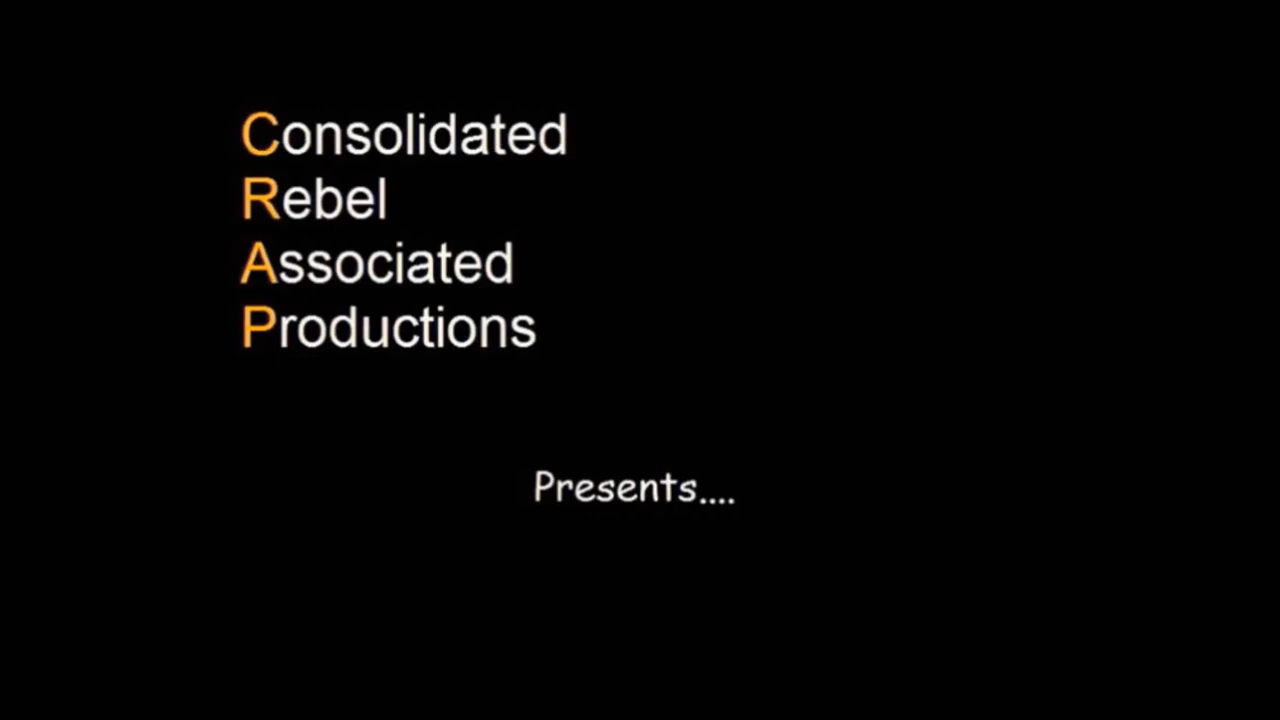 Consolidated
Rebel
Associated
Productions
Presents....